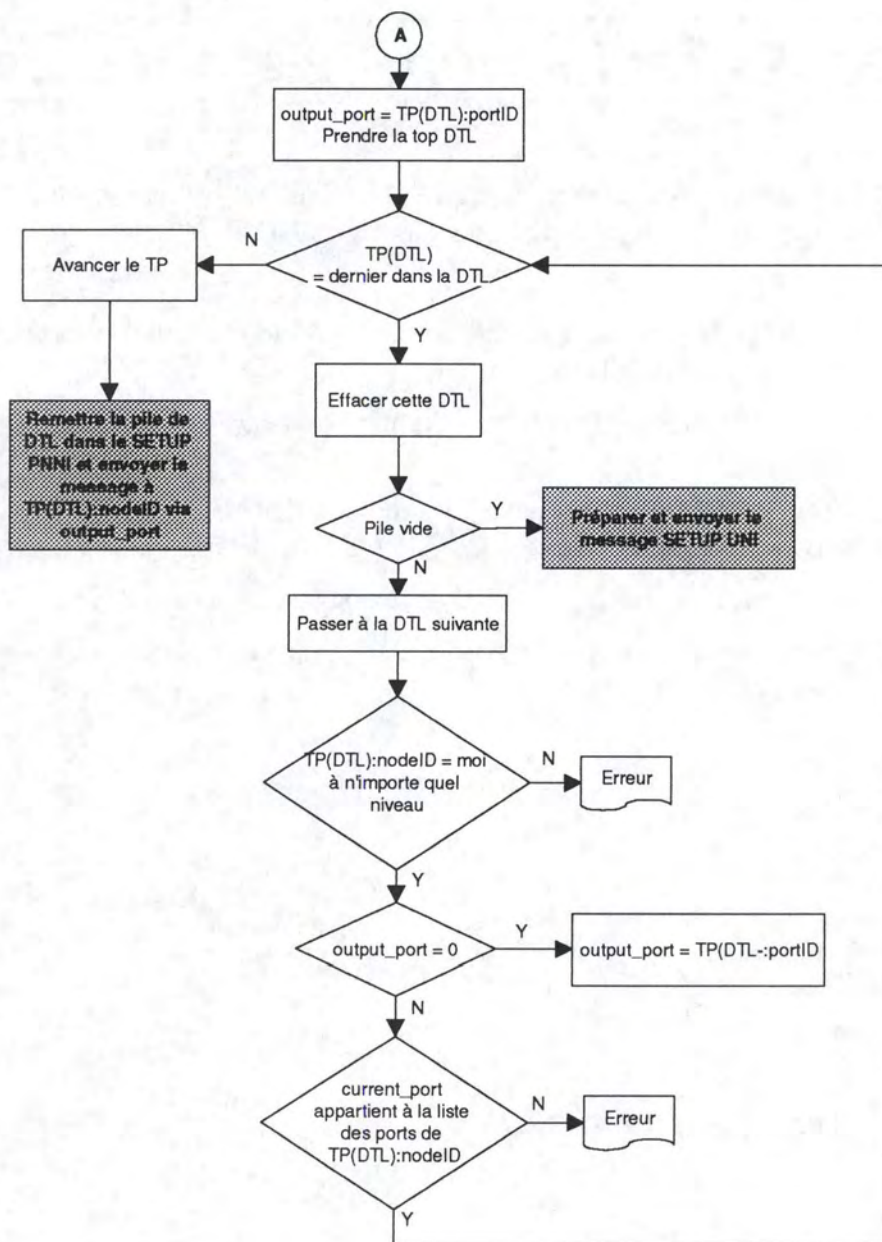 A
output_port = TP(DTL):portID
Prendre la top DTL
N
TP(DTL)
= dernier dans la DTL
Avancer le TP
Y
Effacer cette DTL
Remettre la pile de
DTL dans le SETUP
PNNI et envoyer le
message à
TP(DTL):nodeID via
output_port
Pile vide
Y
Préparer et envoyer le
message SETUP UNI
N
Passer à la DTL suivante
TP(DTL):nodeID = moi
à n'importe quel
niveau
N
Erreur
Y
output_port = 0
Y
output_port = TP(DTL-:portID
N
current_port
appartient à la liste
des ports de
TP(DTL):nodeID
N
Erreur
Y